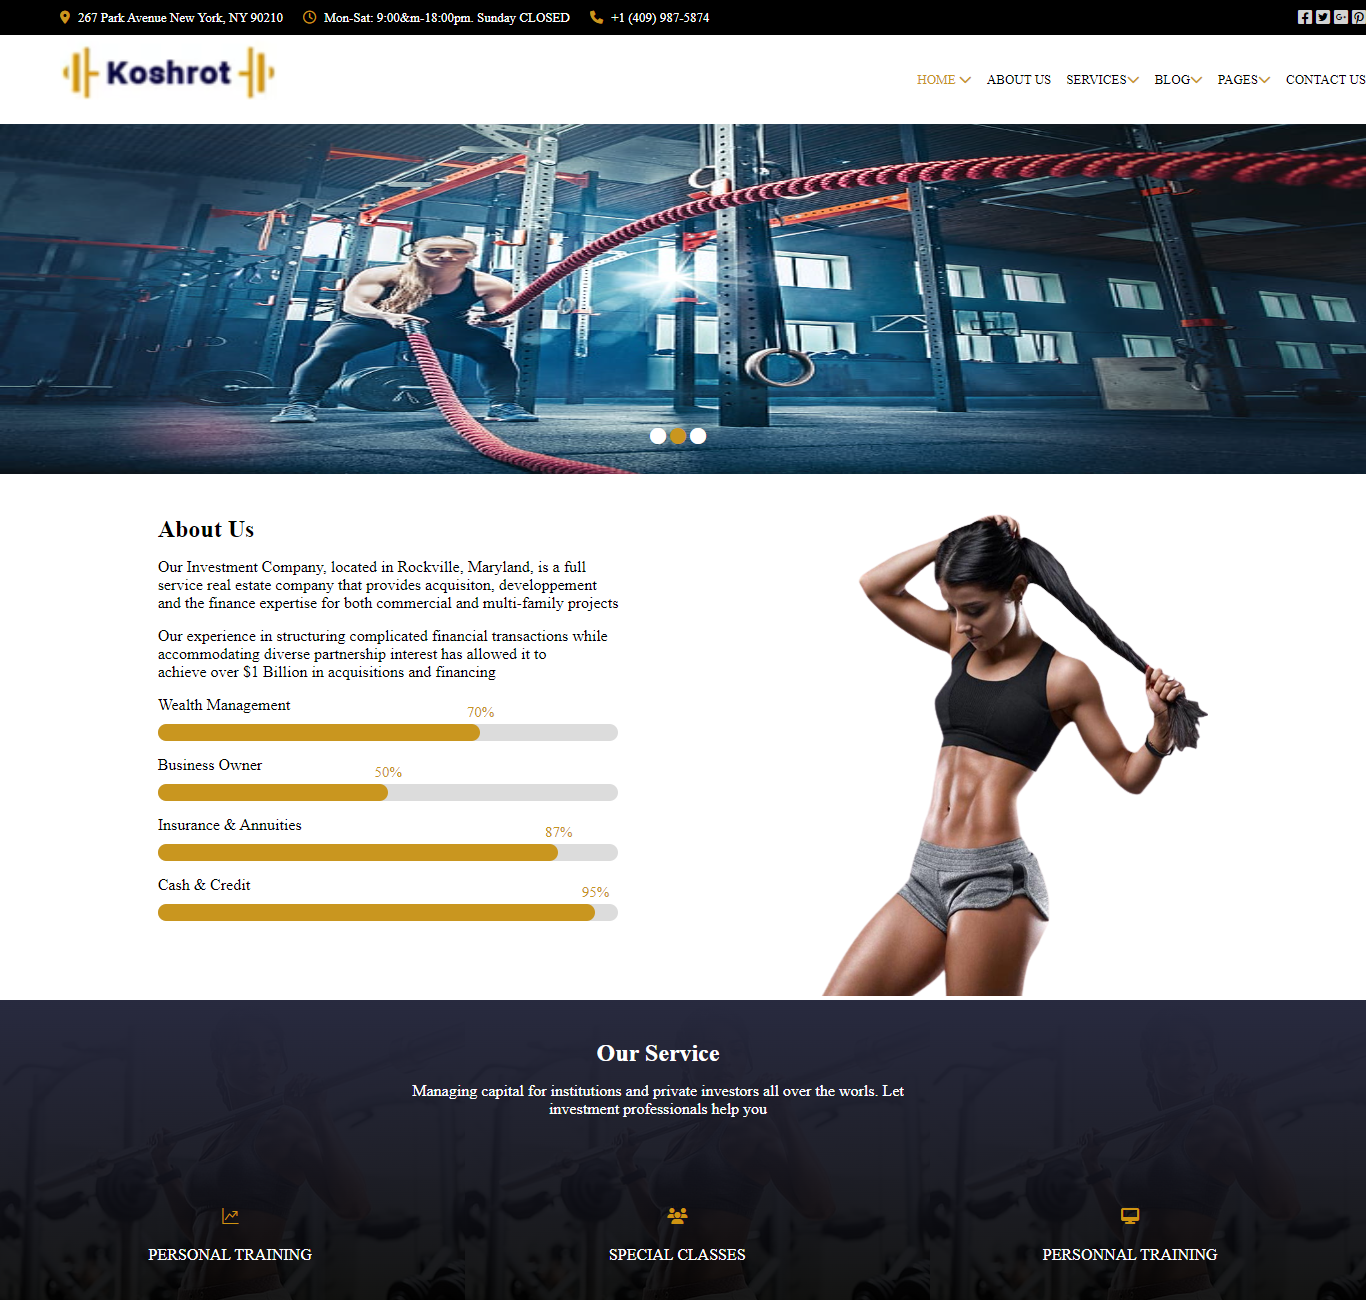 267 Park Avenue New York, NY 90210 Mon-Sat: 9:00&m-18:00pm. Sunday CLOSED +1 (409) 987-5874
Koshrot
HOME ABOUT US SERVICES BLOG PAGES CONTACT US
About Us
Our Investment Company, located in Rockville, Maryland, is a full
service real estate company that provides acquisiton, developpement
and the finance expertise for both commercial and multi-family projects
Our experience in structuring complicated financial transactions while
accommodating diverse partnership interest has allowed it to
achieve over $1 Billion in acquisitions and financing
Wealth Management
70%
Business Owner
50%
Insurance & Annuities
87%
Cash & Credit
95%
Our Service
Managing capital for institutions and private investors all over the worls. Let
investment professionals help you
PERSONAL TRAINING SPECIAL CLASSES PERSONNAL TRAINING